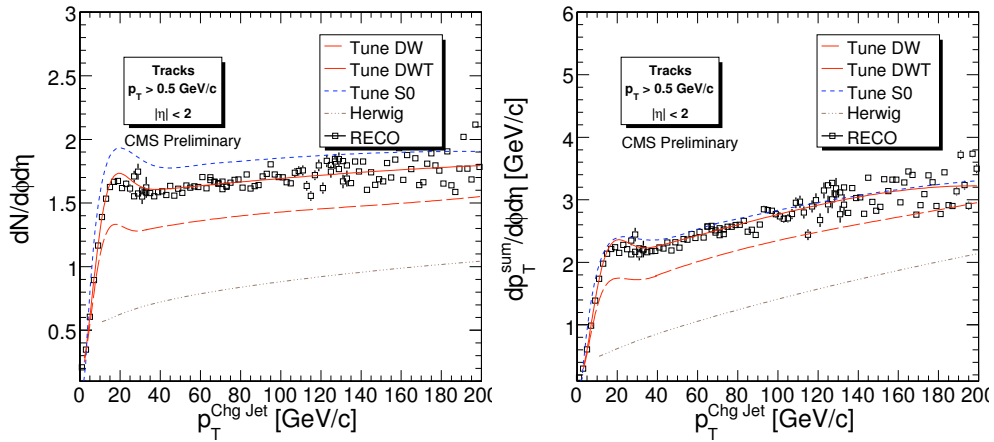 3
2.5
2
1.5
1
0.5
dN/dϕdη
Tracks
p_T > 0.5 GeV/c
|η| < 2
CMS Preliminary
Tune DW
Tune DWT
Tune S0
Herwig
RECO
0 20 40 60 80 100 120 140 160 180 200
p_T^Chg Jet [GeV/c]
6
5
4
3
2
1
dp_T^sum/dϕdη [GeV/c]
Tracks
p_T > 0.5 GeV/c
|η| < 2
CMS Preliminary
Tune DW
Tune DWT
Tune S0
Herwig
RECO
0 20 40 60 80 100 120 140 160 180 200
p_T^Chg Jet [GeV/c]